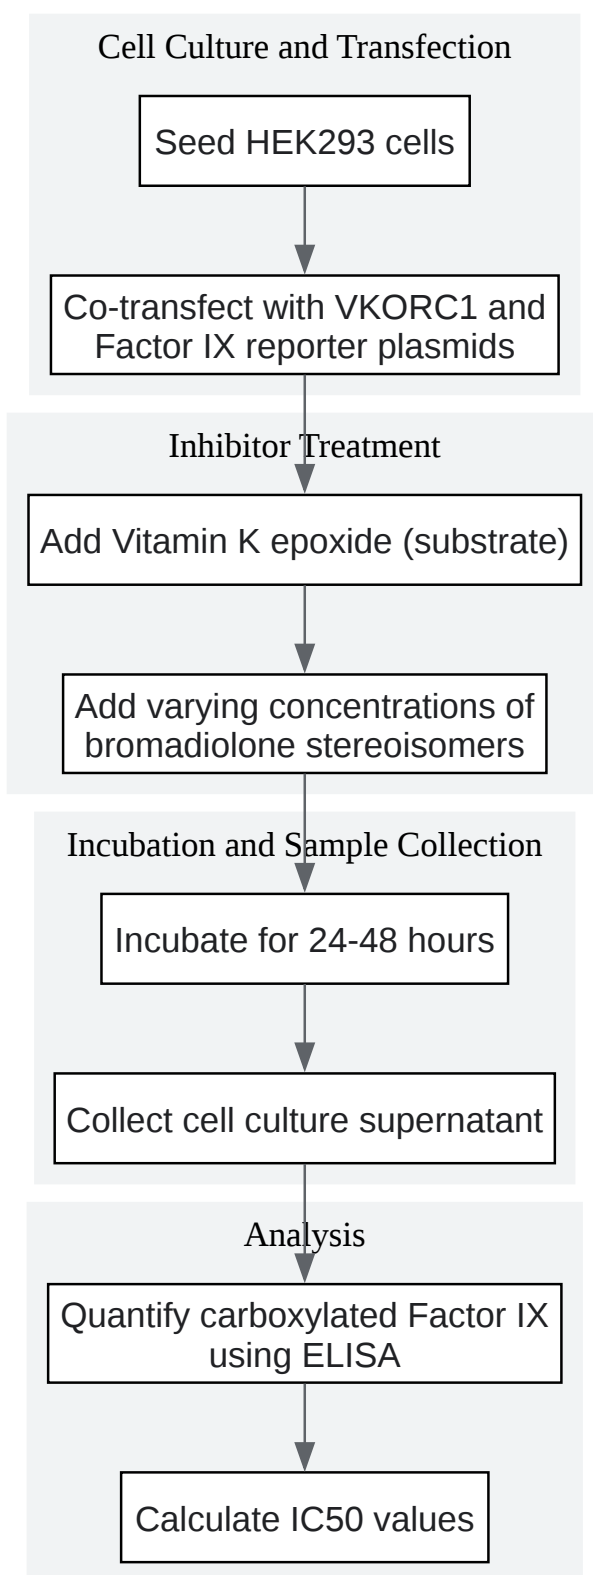 Cell Culture and Transfection
Seed HEK293 cells
Co-transfect with VKORC1 and
Factor IX reporter plasmids
Inhibitor Treatment
Add Vitamin K epoxide (substrate)
Add varying concentrations of
bromadiolone stereoisomers
Incubation and Sample Collection
Incubate for 24-48 hours
Collect cell culture supernatant
Analysis
Quantify carboxylated Factor IX
using ELISA
Calculate IC50 values